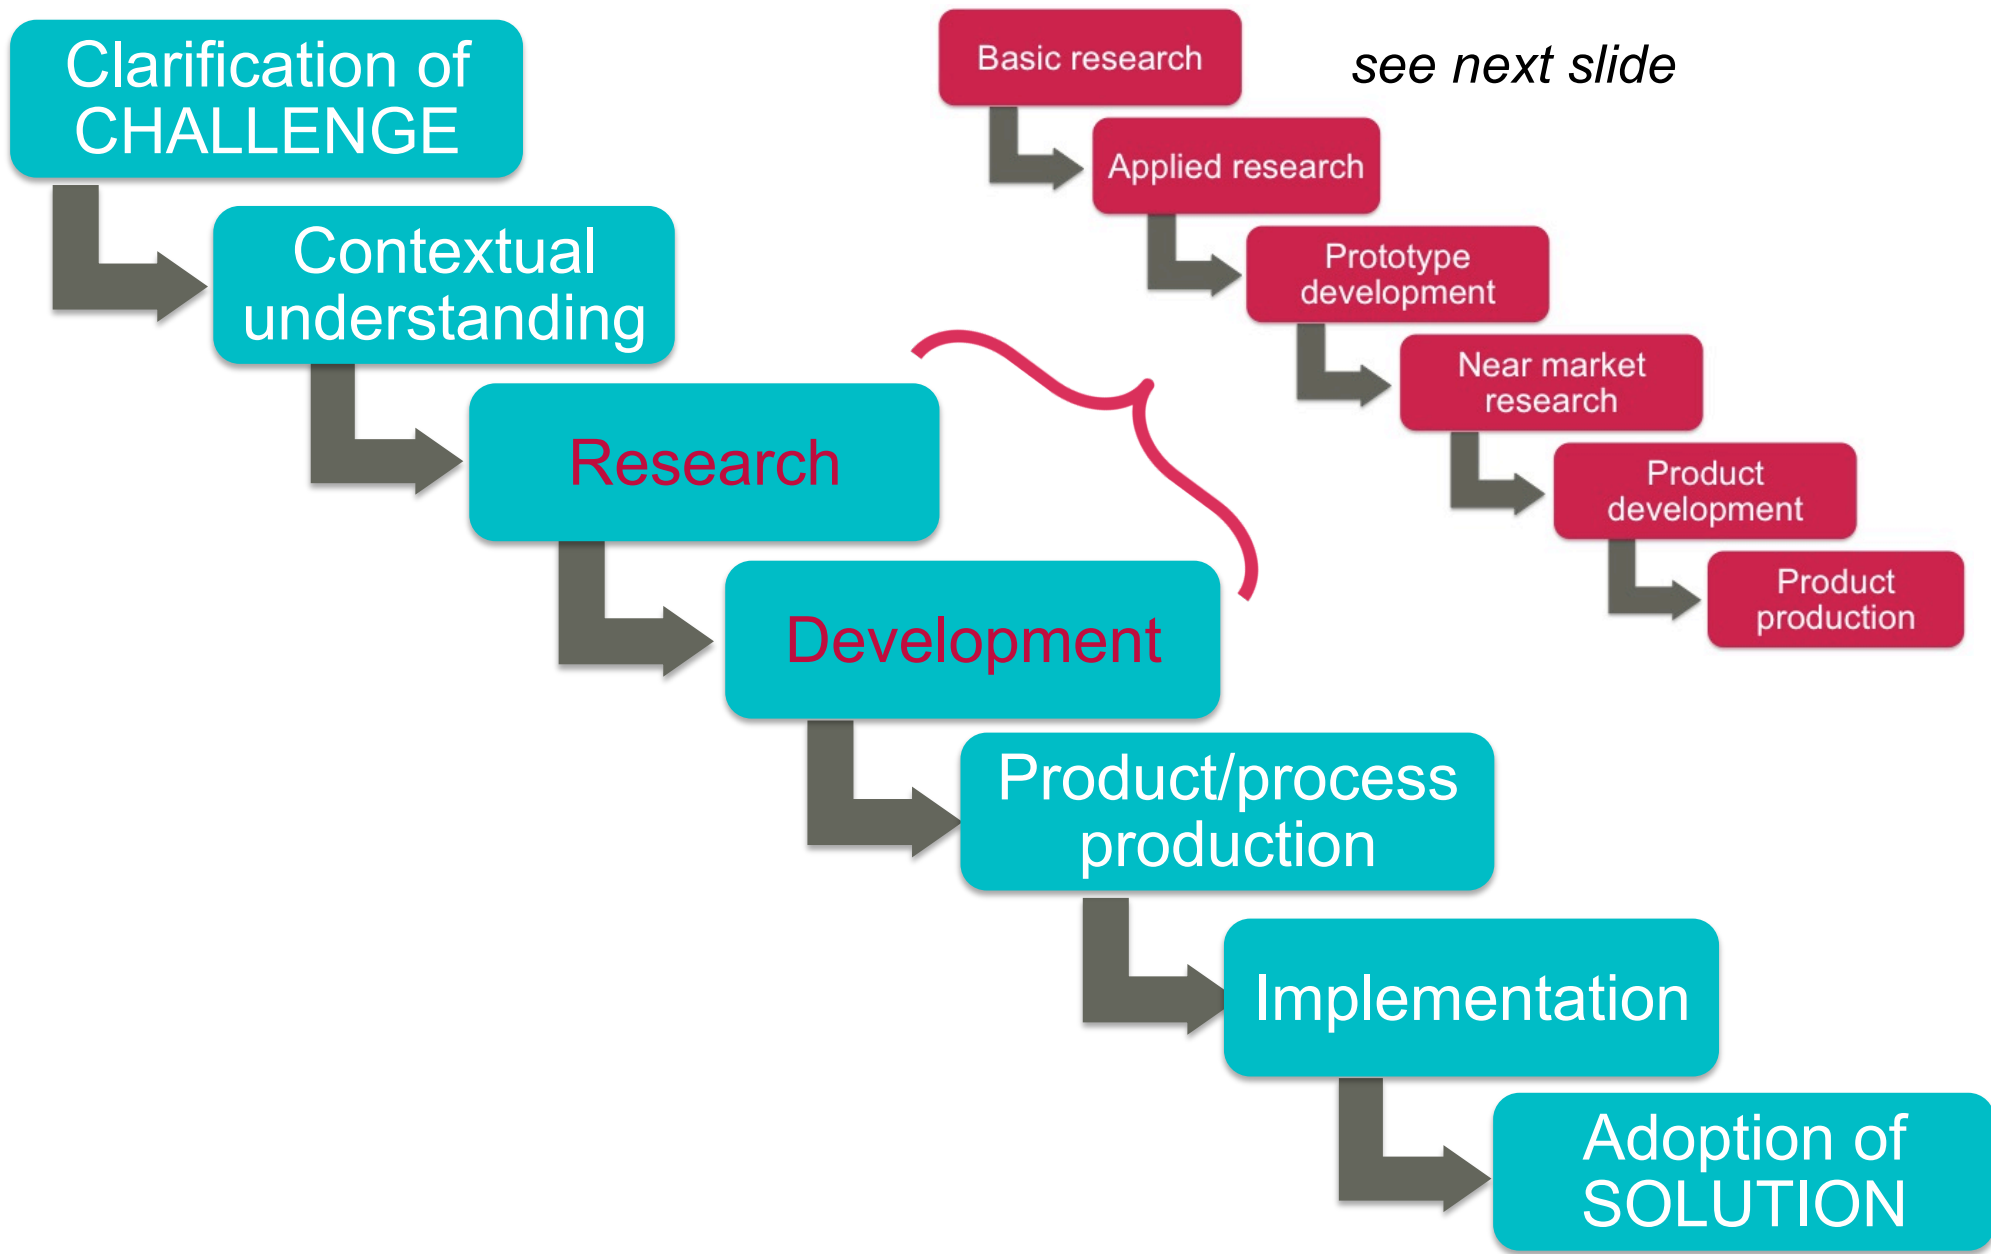 Clarification of
CHALLENGE
Contextual
understanding
Research
Development
Product/process
production
Implementation
Adoption of
SOLUTION
see next slide
Basic research
Applied research
Prototype
development
Near market
research
Product
development
Product
production